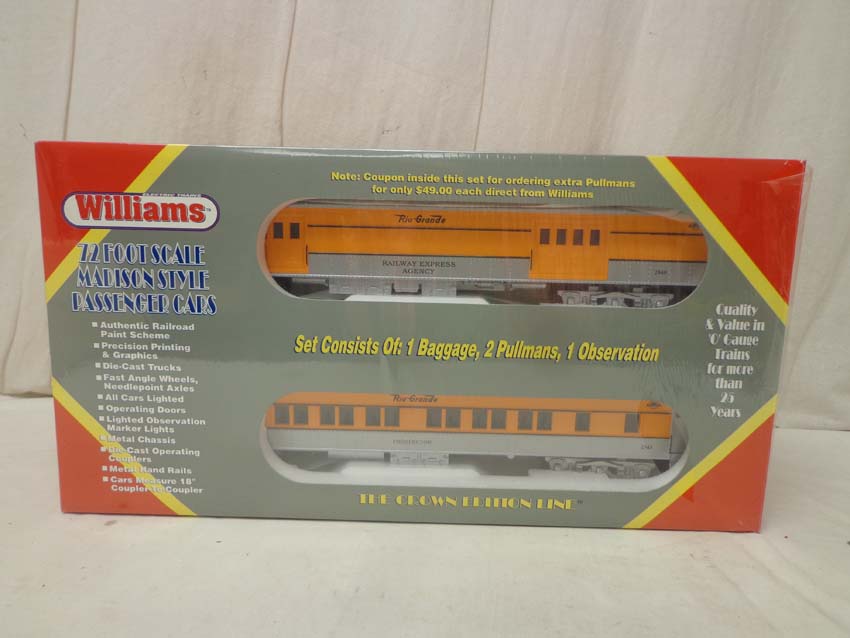 Note: Coupon inside this set for ordering extra Pullmans
for only $49.00 each direct from Williams
ELECTRIC TRAINS
Williams™
72 FOOT SCALE
MADISON STYLE
PASSENGER CARS
■ Authentic Railroad
Paint Scheme
■ Precision Printing
& Graphics
■ Die-Cast Trucks
■ Fast Angle Wheels,
Needlepoint Axles
■ All Cars Lighted
■ Operating Doors
■ Lighted Observation
Marker Lights
■ Metal Chassis
■ Die-Cast Operating
Couplers
■ Metal Hand Rails
■ Cars Measure 18"
Coupler to Coupler
Rio Grande
RAILWAY EXPRESS
AGENCY
Set Consists Of: 1 Baggage, 2 Pullmans, 1 Observation
Rio Grande
THE CROWN EDITION LINE™
Quality
& Value in
'O' Gauge
Trains
for more
than
25
Years